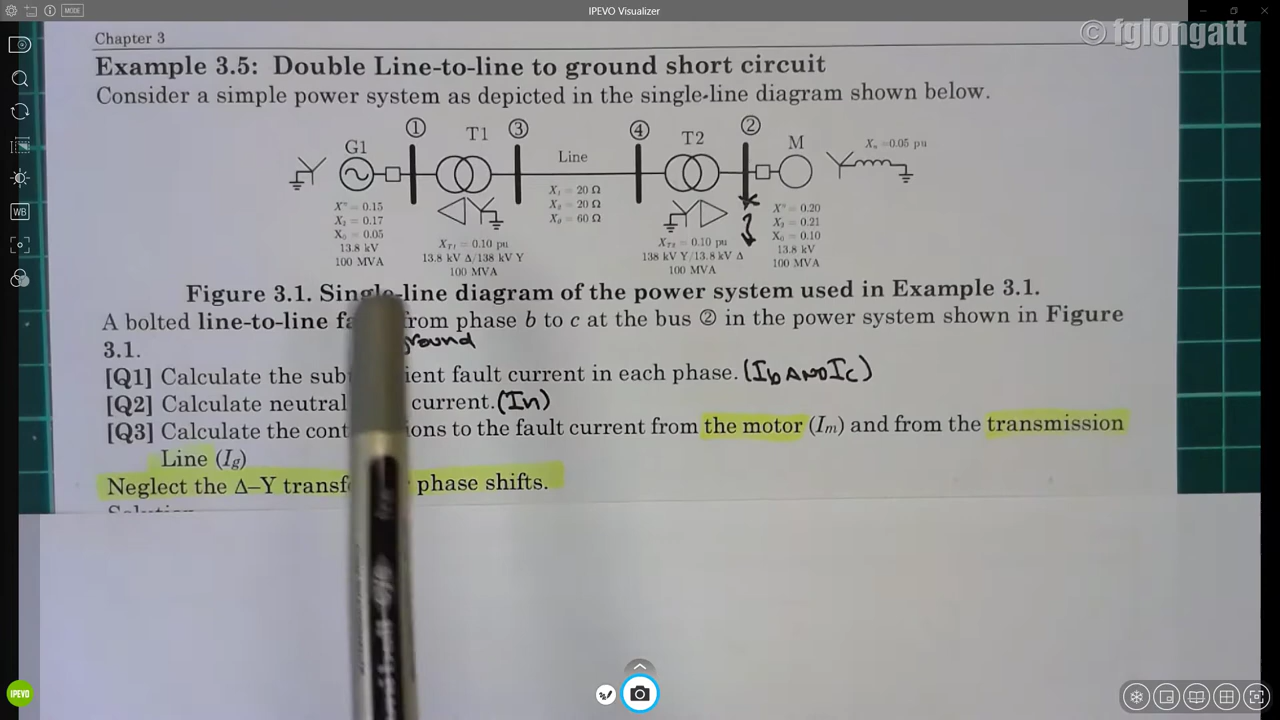 IPEVO Visualizer
MODE
© fglongatt
Chapter 3
Example 3.5: Double Line-to-line to ground short circuit
Consider a simple power system as depicted in the single-line diagram shown below.
① T1 ③ ④ T2 ②
G1 Line M Xn = 0.05 pu
X" = 0.15
X2 = 0.17
X0 = 0.05
13.8 kV
100 MVA
XT1 = 0.10 pu
13.8 kV Δ/138 kV Y
100 MVA
X1 = 20 Ω
X2 = 20 Ω
X0 = 60 Ω
XT2 = 0.10 pu
138 kV Y/13.8 kV Δ
100 MVA
X" = 0.20
X2 = 0.21
X0 = 0.10
13.8 kV
100 MVA
Figure 3.1. Single-line diagram of the power system used in Example 3.1.
A bolted line-to-line from phase b to c at the bus ② in the power system shown in Figure
3.1.
ground
[Q1] Calculate the fault current in each phase. (Ib AND Ic)
[Q2] Calculate neutral current. (In)
[Q3] Calculate the to the fault current from the motor (Im) and from the transmission
Line (Ig)
Neglect the Δ–Y phase shifts.
WB
IPEVO